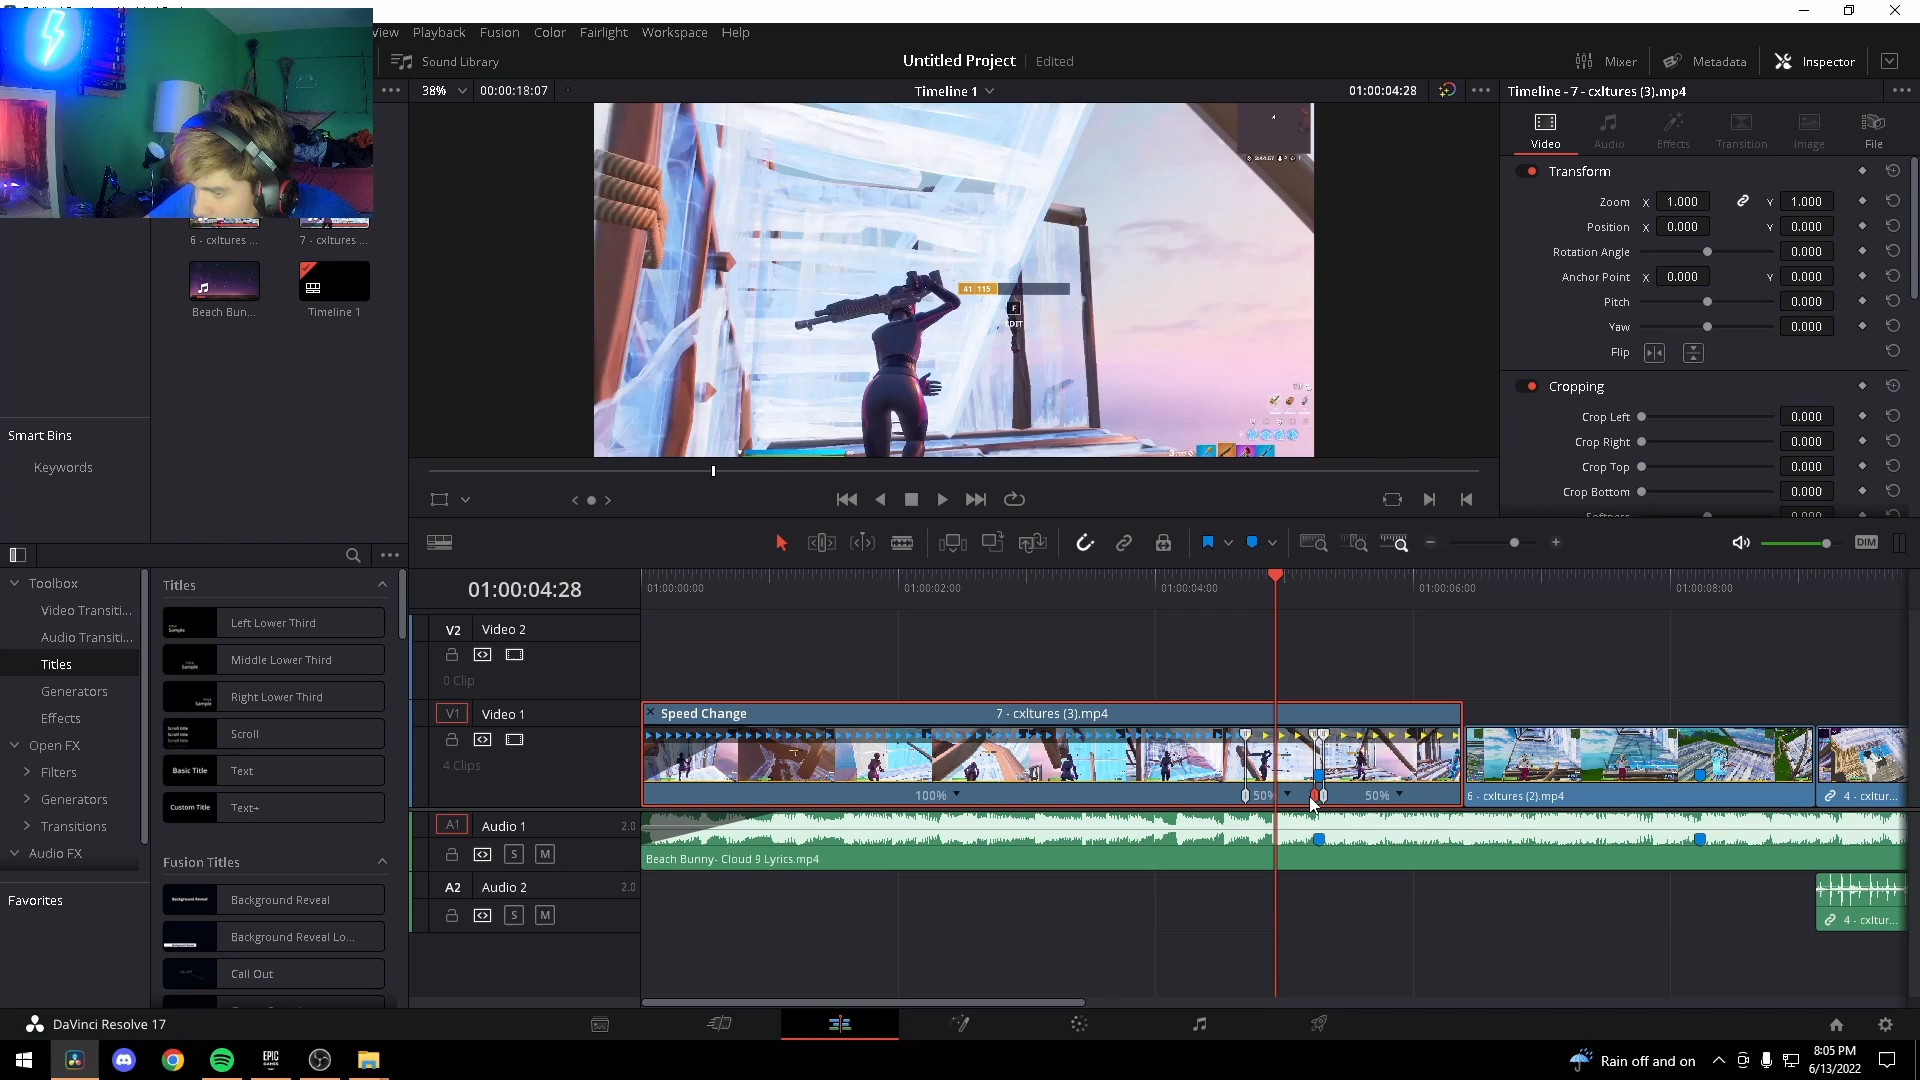 View Playback Fusion Color Fairlight Workspace Help
Sound Library
Untitled Project Edited
Mixer Metadata Inspector
38% 00:00:18:07
Timeline 1
01:00:04:28
Timeline - 7 - cxltures (3).mp4
Video Audio Effects Transition Image File
Transform
Zoom X 1.000 Y 1.000
Position X 0.000 Y 0.000
Rotation Angle 0.000
Anchor Point X 0.000 Y 0.000
Pitch 0.000
Yaw 0.000
Flip
Cropping
Crop Left 0.000
Crop Right 0.000
Crop Top 0.000
Crop Bottom 0.000
41 115
F
EDIT
6 - cxltures ...
7 - cxltures ...
Beach Bun...
Timeline 1
Smart Bins
Keywords
DIM
Toolbox
Video Transiti...
Audio Transiti...
Titles
Generators
Effects
Open FX
Filters
Generators
Transitions
Audio FX
Favorites
Titles
Left Lower Third
Middle Lower Third
Right Lower Third
Scroll
Basic Title Text
Custom Title Text+
Fusion Titles
Background Reveal Background Reveal
Background Reveal Lo...
Call Out
01:00:04:28
01:00:00:00 01:00:02:00 01:00:04:00 01:00:06:00 01:00:08:00
V2 Video 2
0 Clip
V1 Video 1
4 Clips
Speed Change 7 - cxltures (3).mp4
100% 50% 50%
6 - cxltures (2).mp4
4 - cxltur...
A1 Audio 1 2.0
S M
Beach Bunny- Cloud 9 Lyrics.mp4
A2 Audio 2 2.0
S M
4 - cxltur...
DaVinci Resolve 17
EPIC GAMES
Rain off and on
8:05 PM
6/13/2022